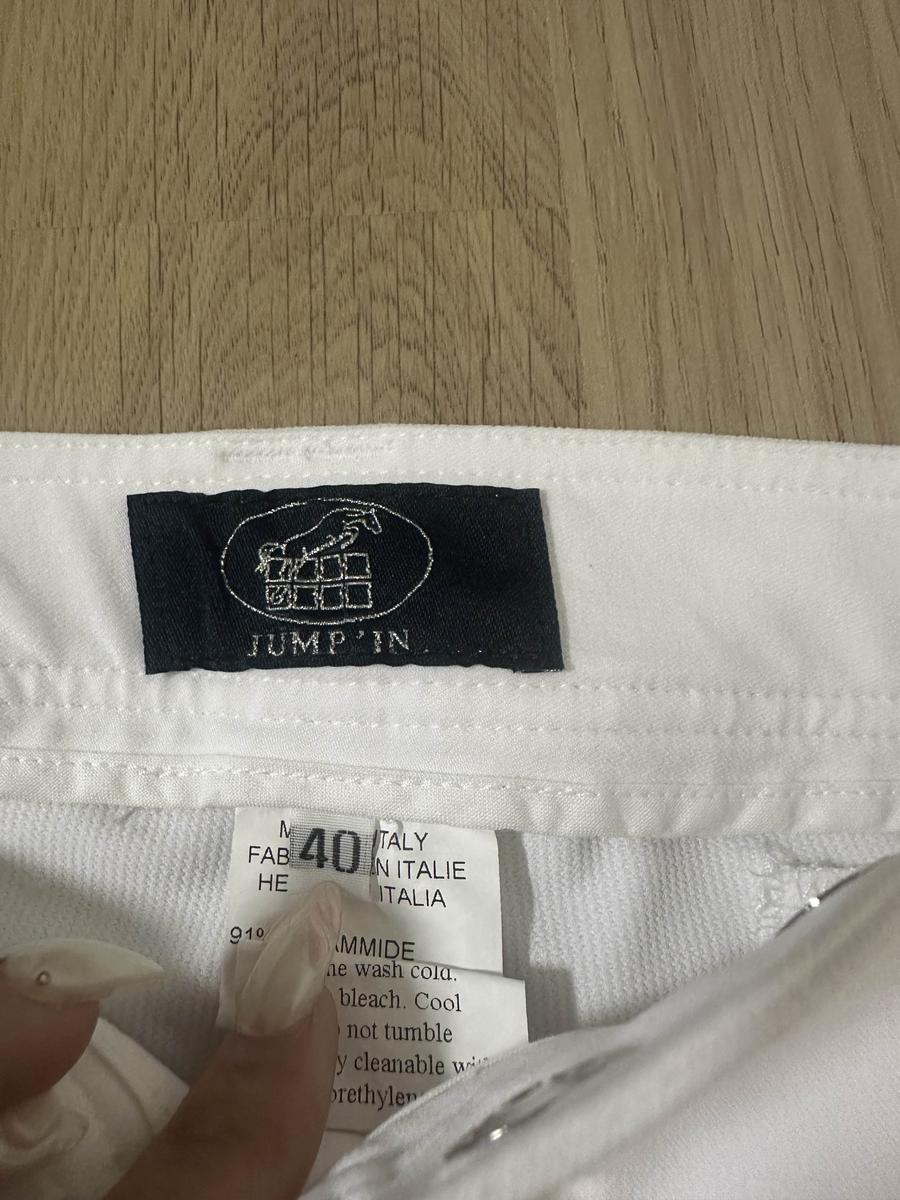 JUMP'IN
40
M TALY
FAB N ITALIE
HE ITALIA
91% AMMIDE
ne wash cold.
bleach. Cool
not tumble
y cleanable wi
orethylen